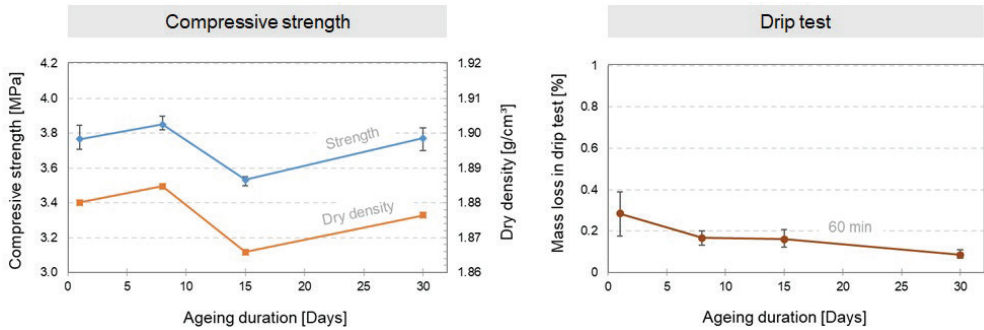 Compressive strength
Drip test
Compresive strength [MPa]
4.2
4.0
3.8
3.6
3.4
3.2
3.0
Strength
Dry density
1.92
1.91
1.90
1.89
1.88
1.87
1.86
Dry density [g/cm³]
0 5 10 15 20 25 30
Ageing duration [Days]
Mass loss in drip test [%]
1
0.8
0.6
0.4
0.2
0
60 min
0 5 10 15 20 25 30
Ageing duration [Days]